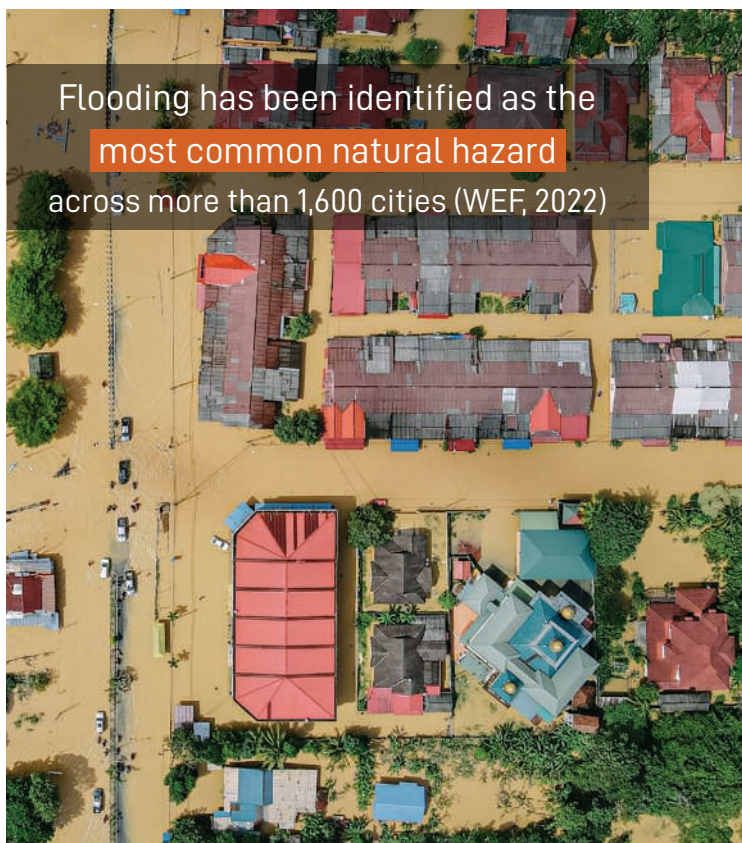 Flooding has been identified as the
most common natural hazard
across more than 1,600 cities (WEF, 2022)